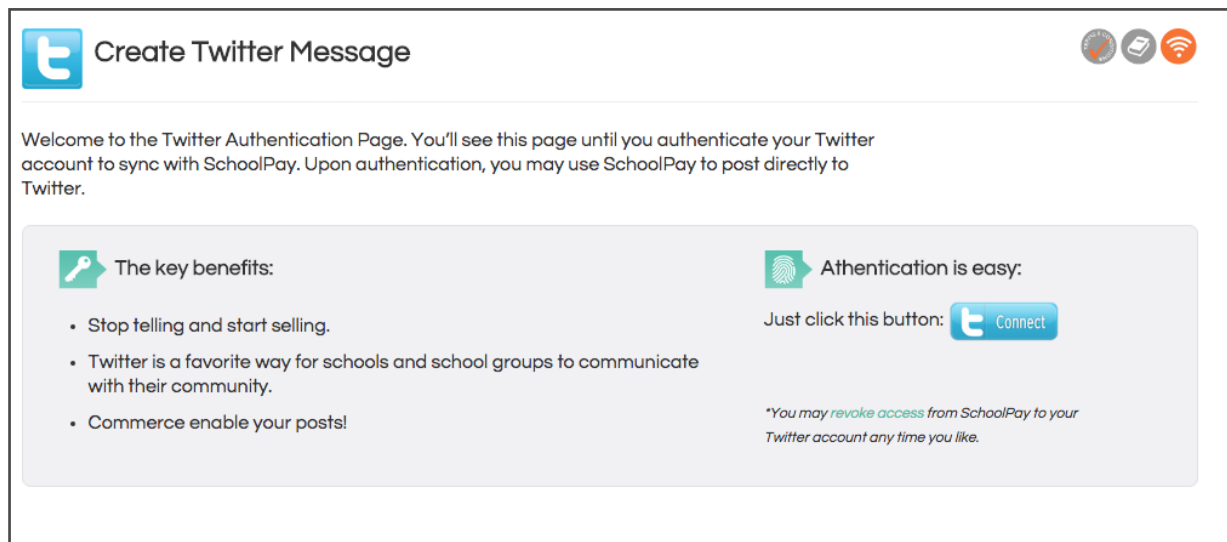 Create Twitter Message
Welcome to the Twitter Authentication Page. You'll see this page until you authenticate your Twitter
account to sync with SchoolPay. Upon authentication, you may use SchoolPay to post directly to
Twitter.
The key benefits:
• Stop telling and start selling.
• Twitter is a favorite way for schools and school groups to communicate
with their community.
• Commerce enable your posts!
Athentication is easy:
Just click this button: Connect
*You may revoke access from SchoolPay to your
Twitter account any time you like.